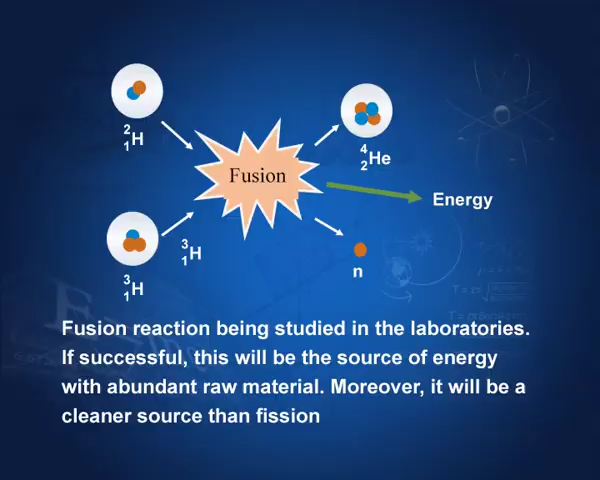 ²₁H
Fusion
⁴₂He
Energy
³₁H
³₁H
n
Fusion reaction being studied in the laboratories.
If successful, this will be the source of energy
with abundant raw material. Moreover, it will be a
cleaner source than fission